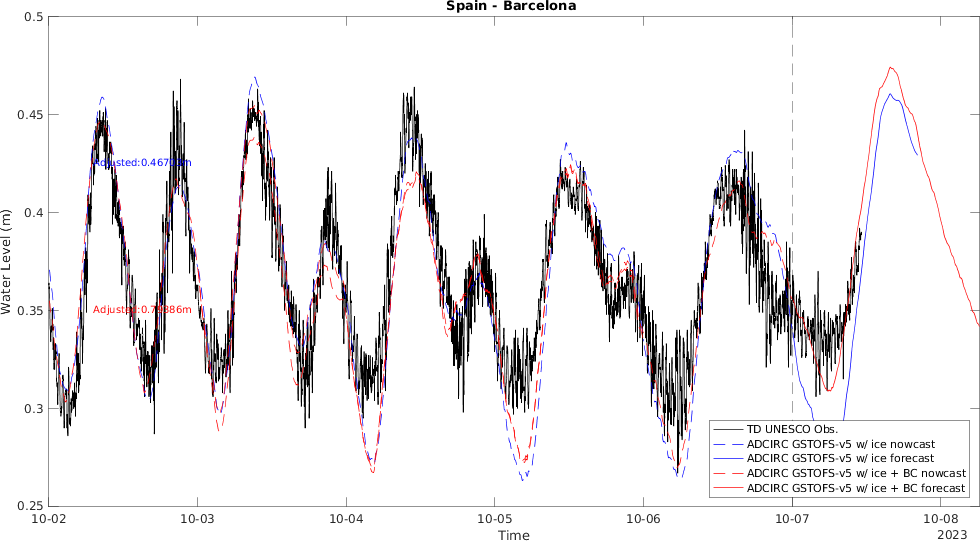 Spain - Barcelona
0.5
0.45
0.4
0.35
0.3
0.25
Water Level (m)
Adjusted:0.79886m
TD UNESCO Obs.
ADCIRC GSTOFS-v5 w/ ice nowcast
ADCIRC GSTOFS-v5 w/ ice forecast
ADCIRC GSTOFS-v5 w/ ice + BC nowcast
ADCIRC GSTOFS-v5 w/ ice + BC forecast
10-02
10-03
10-04
10-05
10-06
10-07
10-08
Time
2023